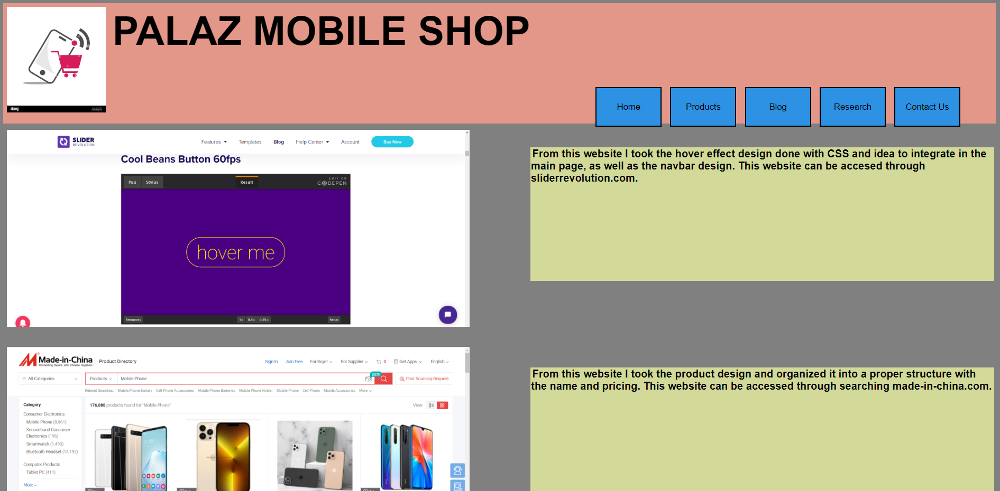 PALAZ MOBILE SHOP
alamy
Home
Products
Blog
Research
Contact Us
SLIDER
REVOLUTION
Features
Templates
Blog
Help Center
Account
Buy Now
Cool Beans Button 60fps
Pug
Stylus
Result
EDIT ON
CODEPEN
hover me
Resources
1×
0.5×
0.25×
Rerun
From this website I took the hover effect design done with CSS and idea to integrate in the
main page, as well as the navbar design. This website can be accesed through
sliderrevolution.com.
Made-in-China
Connecting Buyers with Chinese Suppliers
Product Directory
Sign In
Join Free
For Buyer
For Supplier
0
Get Apps
English
All Categories
Products
Mobile Phone
NEW
Post Sourcing Request
Related Searches: Mobile Phone Battery Cell Phone Accessories Mobile Phone Batteries Mobile Phone Holder Mobile Phone Cell Phone Mobile Accessories More
Category
Consumer Electronics
Mobile Phone (8,861)
Secondhand Consumer
Electronics (196)
Smartwatch (1,495)
Bluetooth Headset (14,192)
Computer Products
Tablet PC (411)
More
176,080 products found for "Mobile Phone"
View:
From this website I took the product design and organized it into a proper structure with
the name and pricing. This website can be accessed through searching made-in-china.com.